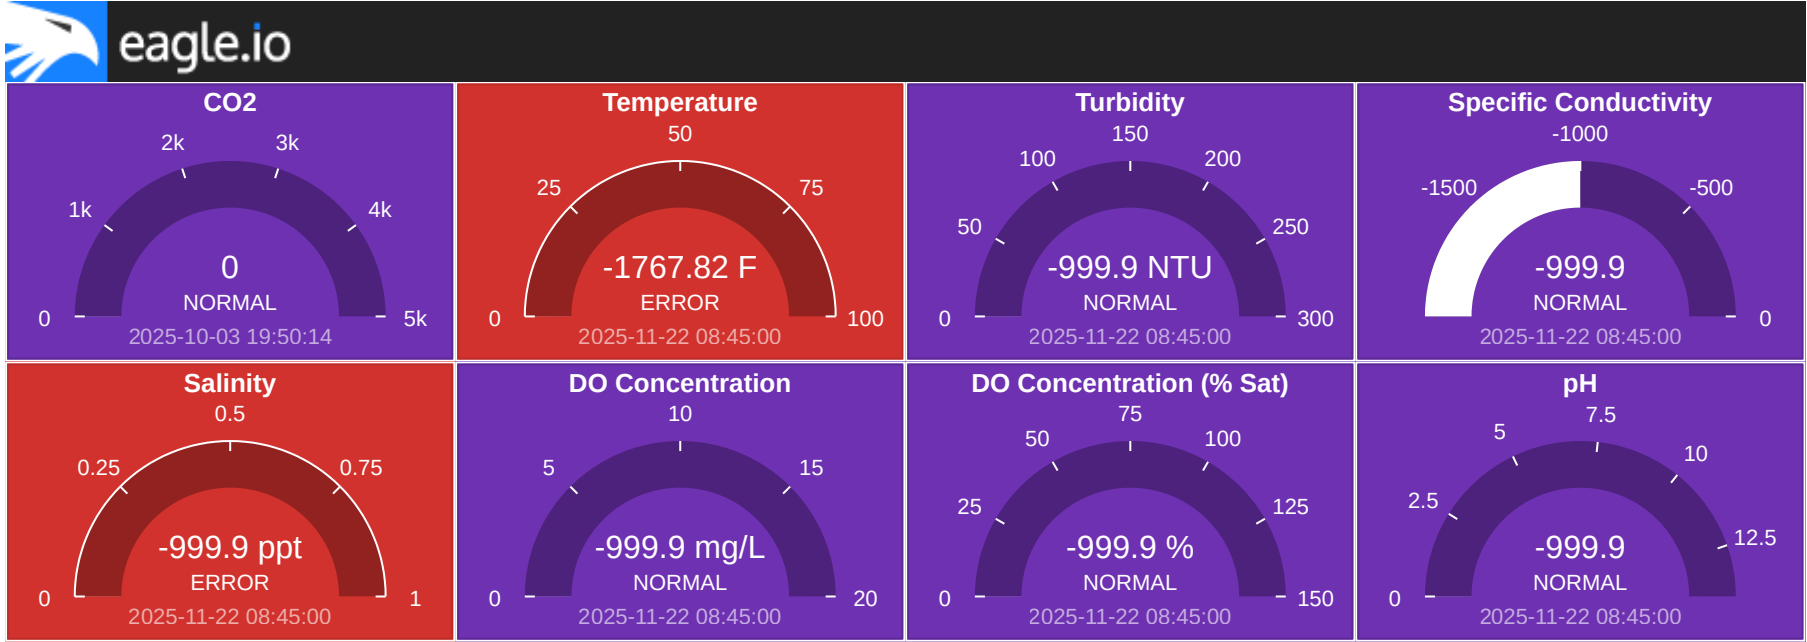 eagle.io
CO2
0
1k
2k
3k
4k
5k
0
NORMAL
2025-10-03 19:50:14
Temperature
0
25
50
75
100
-1767.82 F
ERROR
2025-11-22 08:45:00
Turbidity
0
50
100
150
200
250
300
-999.9 NTU
NORMAL
2025-11-22 08:45:00
Specific Conductivity
-1500
-1000
-500
0
-999.9
NORMAL
2025-11-22 08:45:00
Salinity
0
0.25
0.5
0.75
1
-999.9 ppt
ERROR
2025-11-22 08:45:00
DO Concentration
0
5
10
15
20
-999.9 mg/L
NORMAL
2025-11-22 08:45:00
DO Concentration (% Sat)
0
25
50
75
100
125
150
-999.9 %
NORMAL
2025-11-22 08:45:00
pH
0
2.5
5
7.5
10
12.5
-999.9
NORMAL
2025-11-22 08:45:00